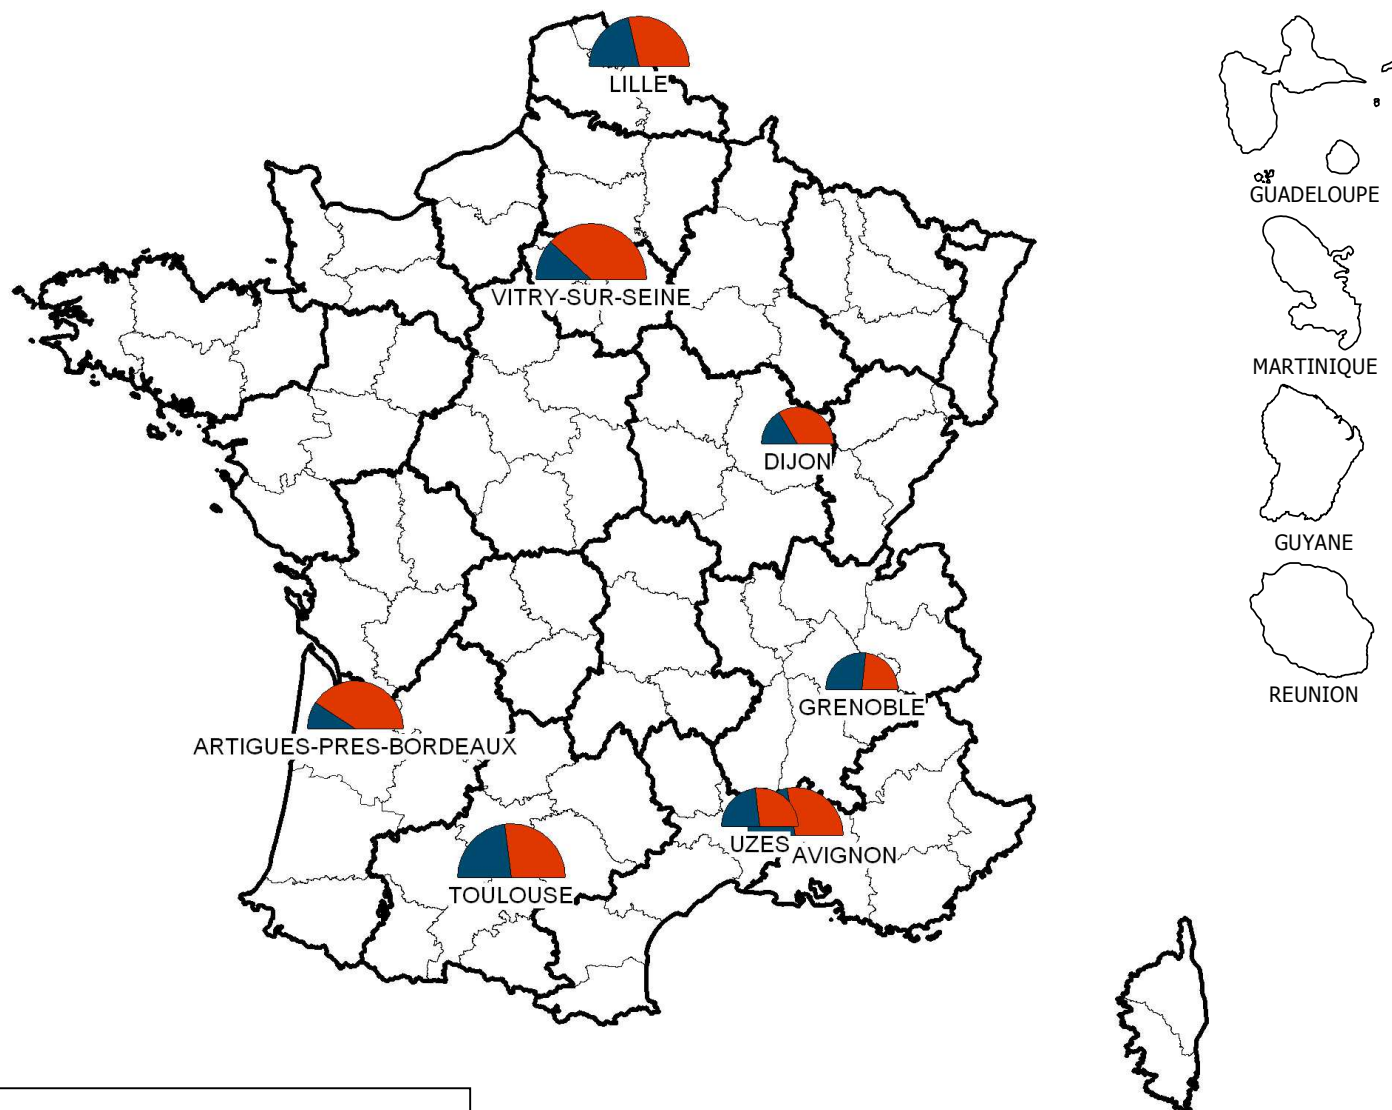 LILLE
GUADELOUPE
VITRY-SUR-SEINE
MARTINIQUE
DIJON
GUYANE
REUNION
GRENOBLE
ARTIGUES-PRES-BORDEAUX
UZES
AVIGNON
TOULOUSE